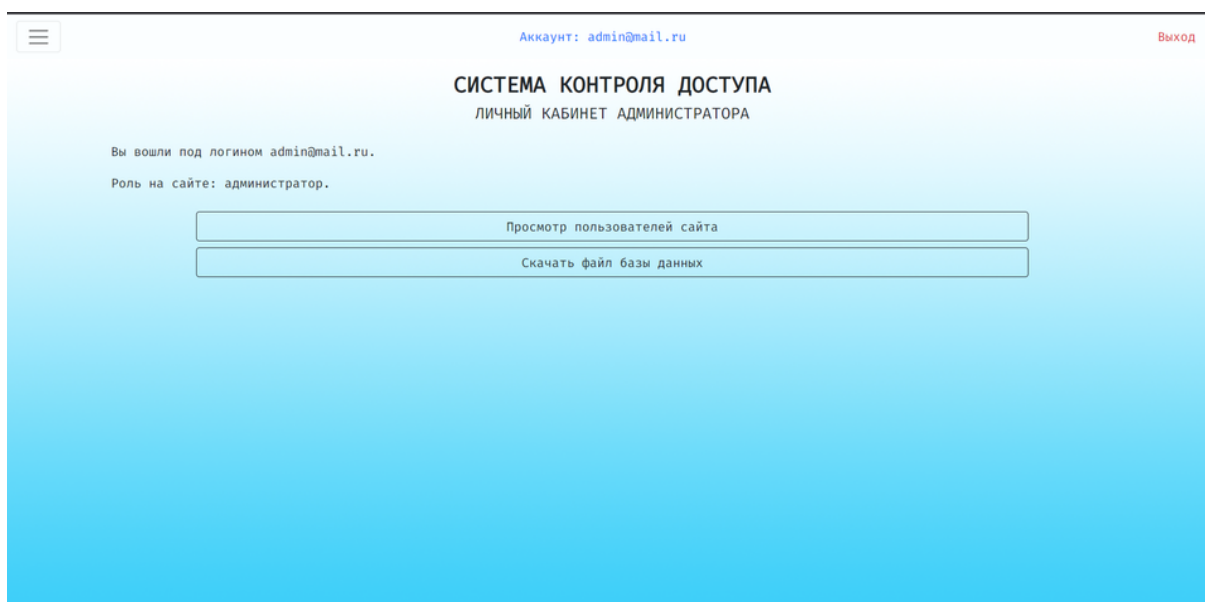 Аккаунт: admin@mail.ru
Выход
СИСТЕМА КОНТРОЛЯ ДОСТУПА
ЛИЧНЫЙ КАБИНЕТ АДМИНИСТРАТОРА
Вы вошли под логином admin@mail.ru.
Роль на сайте: администратор.
Просмотр пользователей сайта
Скачать файл базы данных